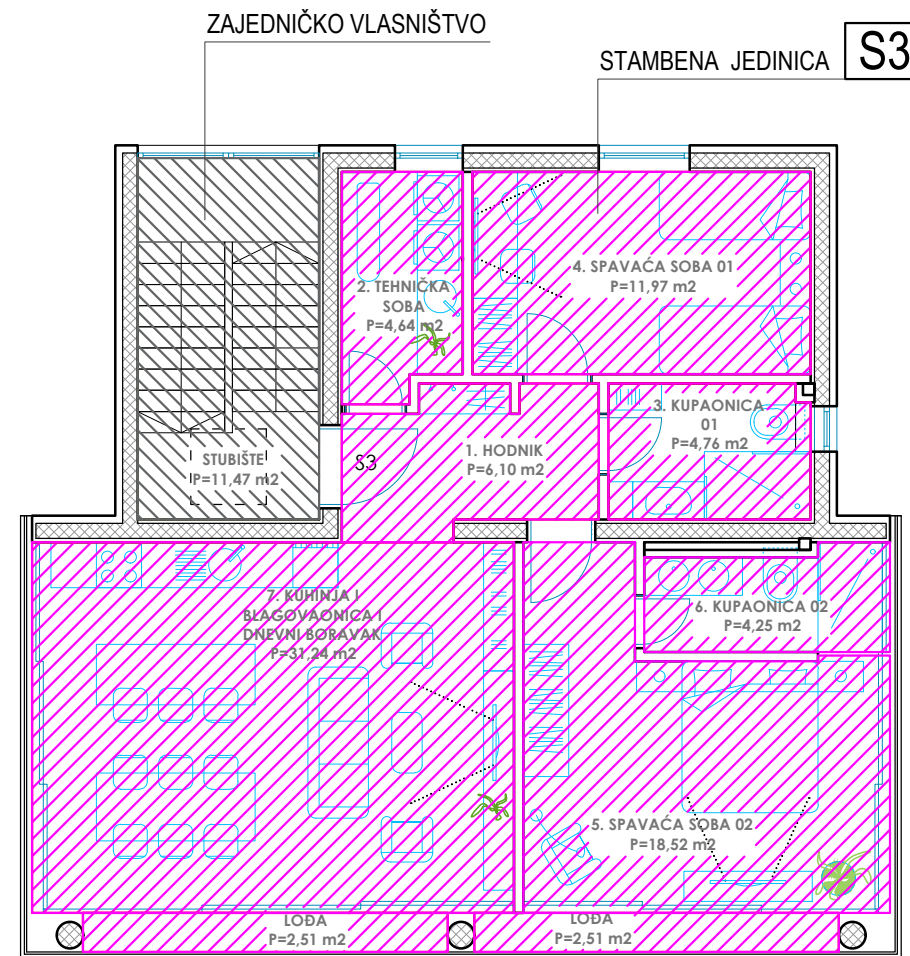 ZAJEDNIČKO VLASNIŠTVO
STAMBENA JEDINICA S3
2. TEHNIČKA
SOBA
P=4,64 m2
4. SPAVAĆA SOBA 01
P=11,97 m2
3. KUPAONICA
01
P=4,76 m2
1. HODNIK
P=6,10 m2
S3
STUBIŠTE
P=11,47 m2
7. KUHINJA I
BLAGOVAONICA I
DNEVNI BORAVAK
P=31,24 m2
6. KUPAONICA 02
P=4,25 m2
5. SPAVAĆA SOBA 02
P=18,52 m2
LOĐA
P=2,51 m2
LOĐA
P=2,51 m2